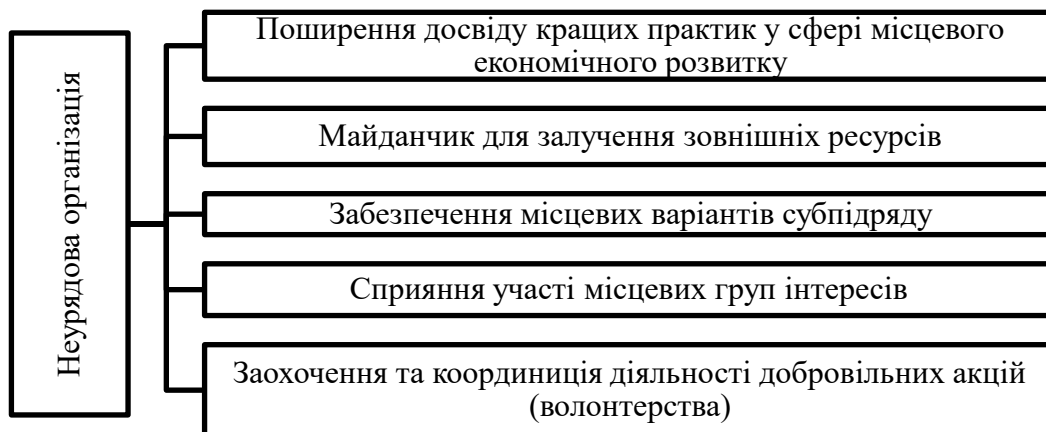 Неурядова організація
Поширення досвіду кращих практик у сфері місцевого
економічного розвитку
Майданчик для залучення зовнішніх ресурсів
Забезпечення місцевих варіантів субпідряду
Сприяння участі місцевих груп інтересів
Заохочення та координиція діяльності добровільних акцій
(волонтерства)